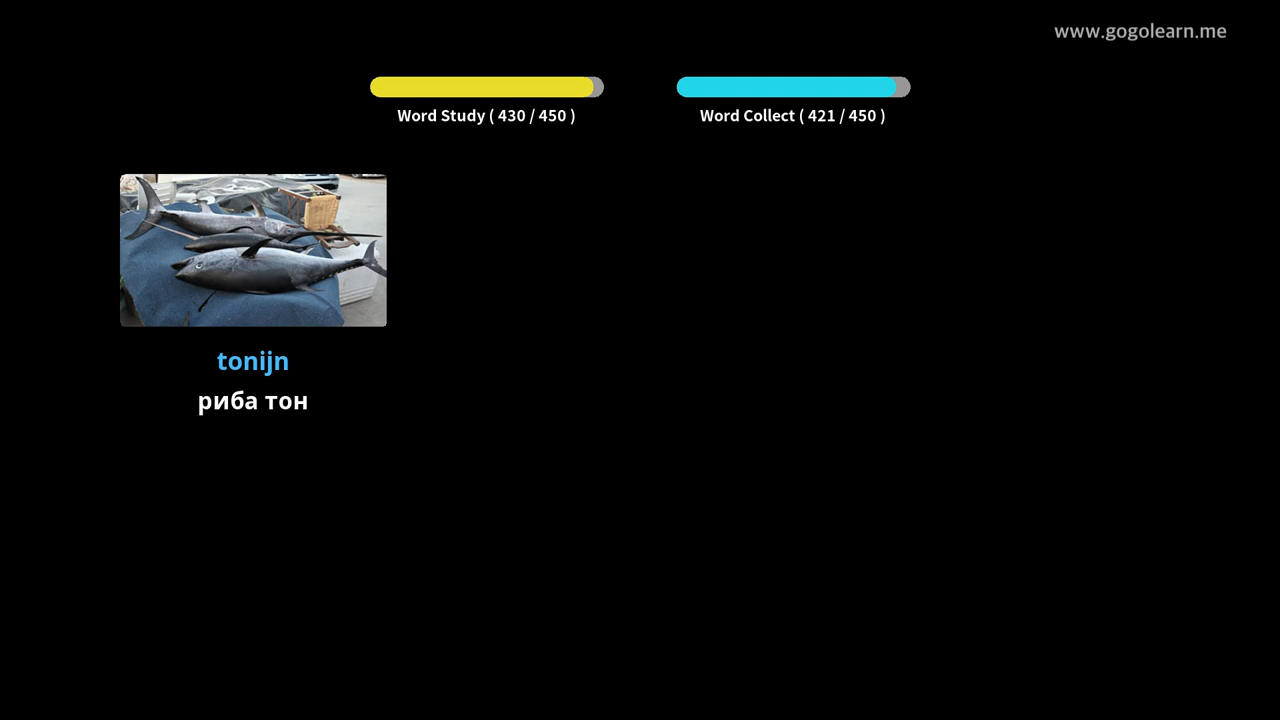 www.gogolearn.me
Word Study ( 430 / 450 )
Word Collect ( 421 / 450 )
tonijn
риба тон